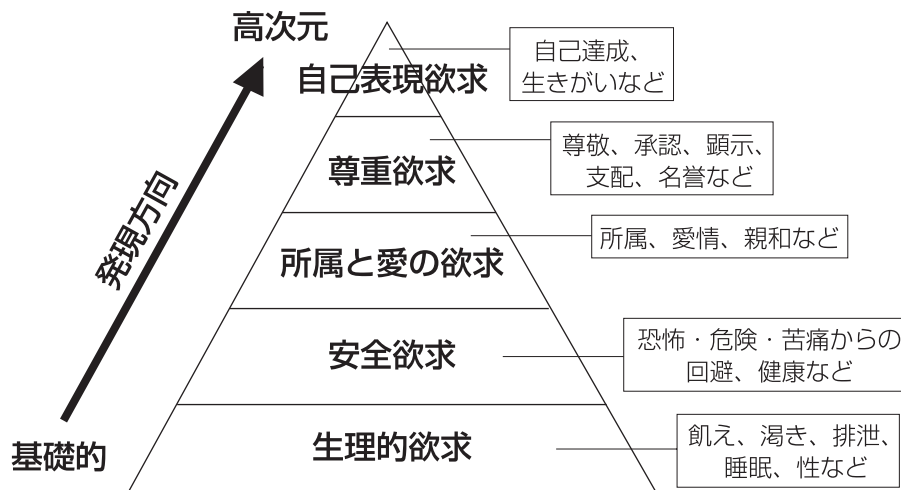 高次元
自己表現欲求
自己達成、
生きがいなど
尊重欲求
尊敬、承認、顕示、
支配、名誉など
発現方向
所属と愛の欲求
所属、愛情、親和など
安全欲求
恐怖・危険・苦痛からの
回避、健康など
基礎的
生理的欲求
飢え、渇き、排泄、
睡眠、性など